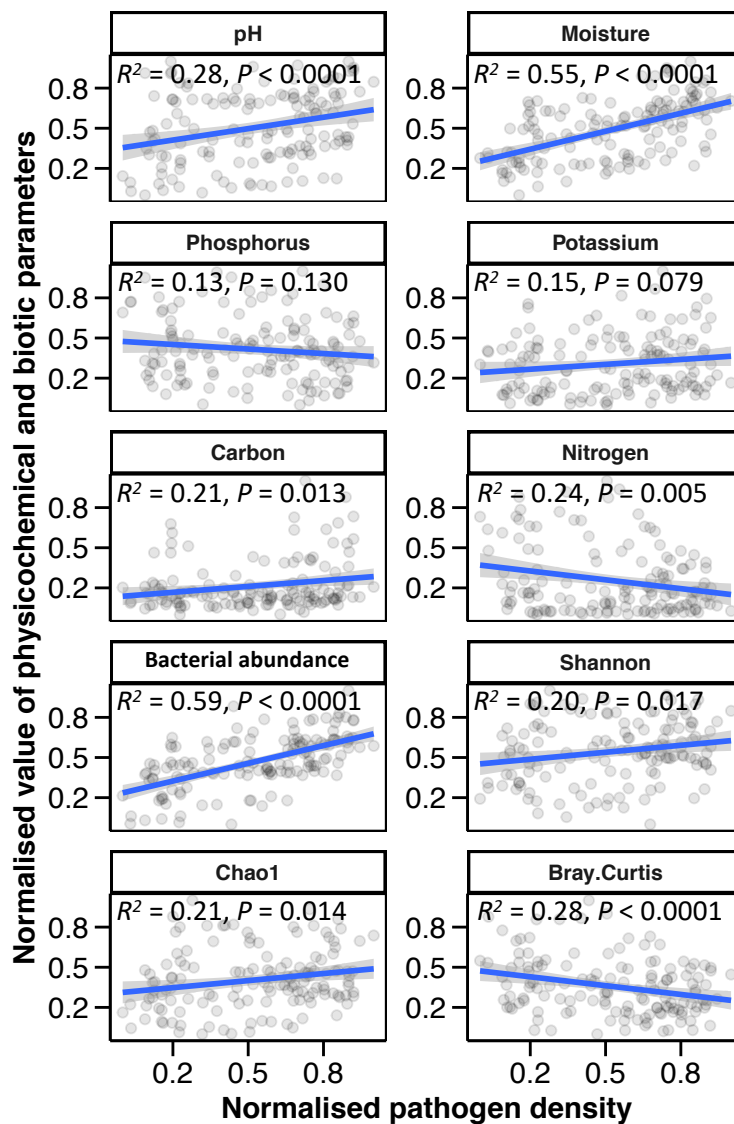 Normalised value of physicochemical and biotic parameters
pH
R² = 0.28, P < 0.0001
0.8
0.5
0.2
Moisture
R² = 0.55, P < 0.0001
Phosphorus
R² = 0.13, P = 0.130
0.8
0.5
0.2
Potassium
R² = 0.15, P = 0.079
0.8
0.5
0.2
Carbon
R² = 0.21, P = 0.013
0.8
0.5
0.2
Nitrogen
R² = 0.24, P = 0.005
0.8
0.5
0.2
Bacterial abundance
R² = 0.59, P < 0.0001
0.8
0.5
0.2
Shannon
R² = 0.20, P = 0.017
0.8
0.5
0.2
Chao1
R² = 0.21, P = 0.014
0.8
0.5
0.2
0.2 0.5 0.8
Bray.Curtis
R² = 0.28, P < 0.0001
0.8
0.5
0.2
0.2 0.5 0.8
Normalised pathogen density